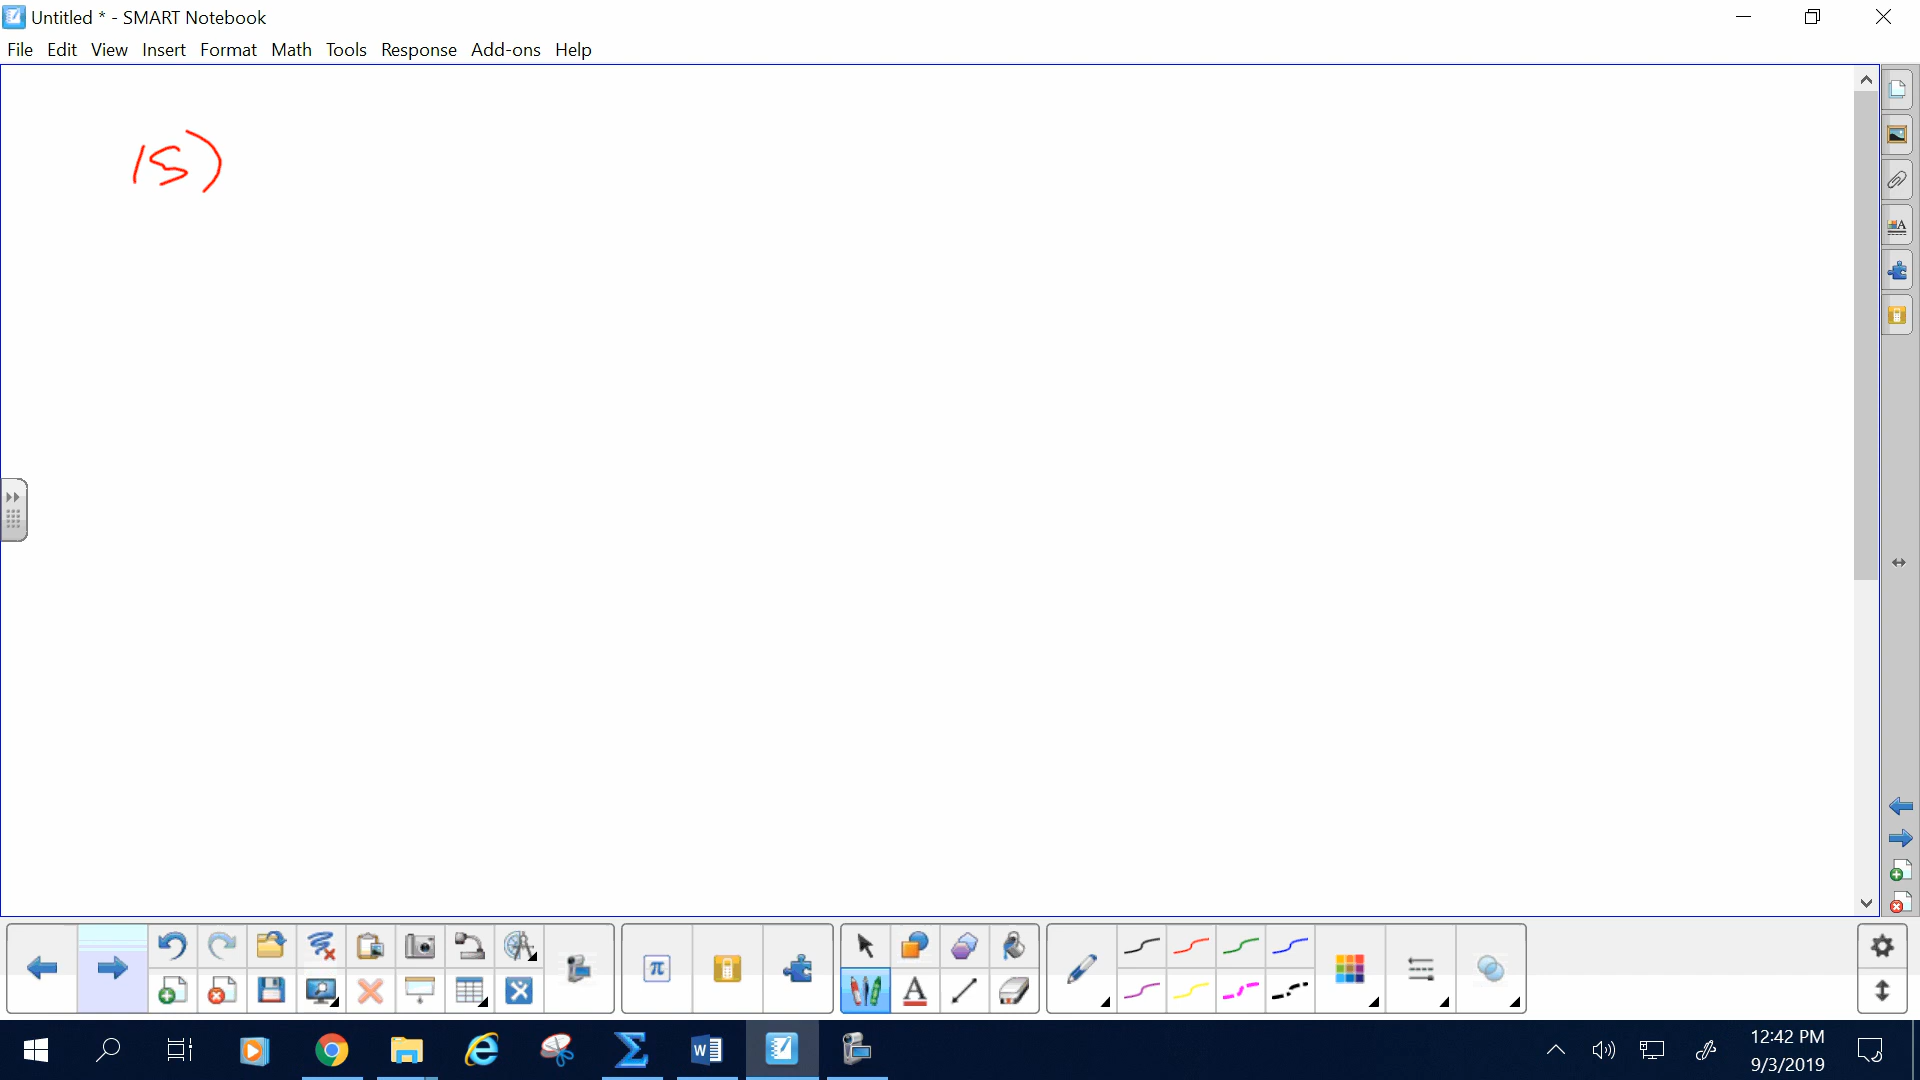 Untitled * - SMART Notebook
File Edit View Insert Format Math Tools Response Add-ons Help
15)
12:42 PM
9/3/2019